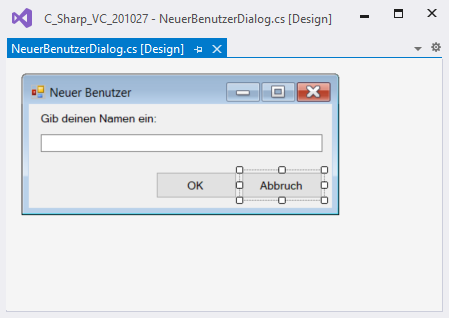 C_Sharp_VC_201027 - NeuerBenutzerDialog.cs [Design]
NeuerBenutzerDialog.cs [Design]
Neuer Benutzer
Gib deinen Namen ein:
OK Abbruch